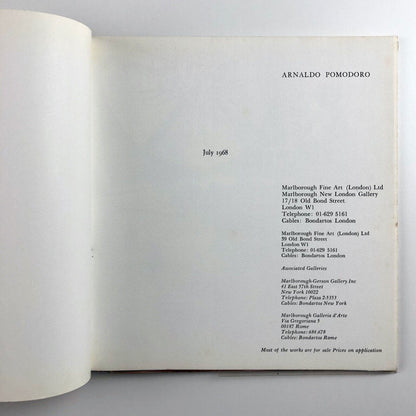 ARNALDO POMODORO
July 1968
Marlborough Fine Art (London) Ltd
Marlborough New London Gallery
17/18 Old Bond Street
London W1
Telephone: 01-629 5161
Cables: Bondartos London
Marlborough Fine Art (London) Ltd
39 Old Bond Street
London W1
Telephone: 01-629 5161
Cables: Bondartos London
Associated Galleries
Marlborough-Gerson Gallery Inc
41 East 57th Street
New York 10022
Telephone: Plaza 2-5353
Cables: Bondartos New York
Marlborough Galleria d'Arte
Via Gregoriana 5
00187 Rome
Telephone: 686 678
Cables: Bondartos Rome
Most of the works are for sale Prices on application